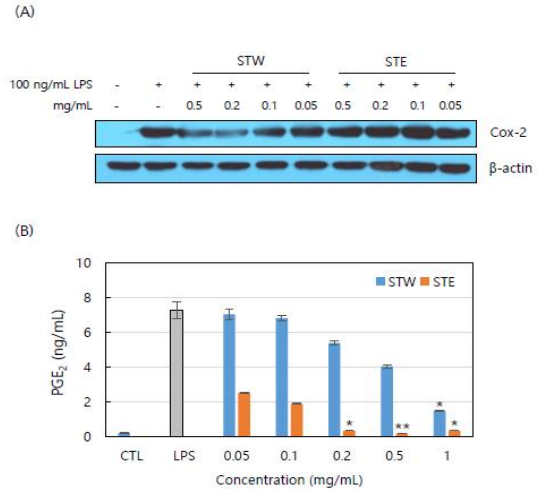 (A)
STW STE
100 ng/mL LPS - + + + + + + + + +
mg/mL - - 0.5 0.2 0.1 0.05 0.5 0.2 0.1 0.05
Cox-2
β-actin
(B)
10
8
6
4
2
0
PGE2 (ng/mL)
STW STE
* ** * *
CTL LPS 0.05 0.1 0.2 0.5 1
Concentration (mg/mL)